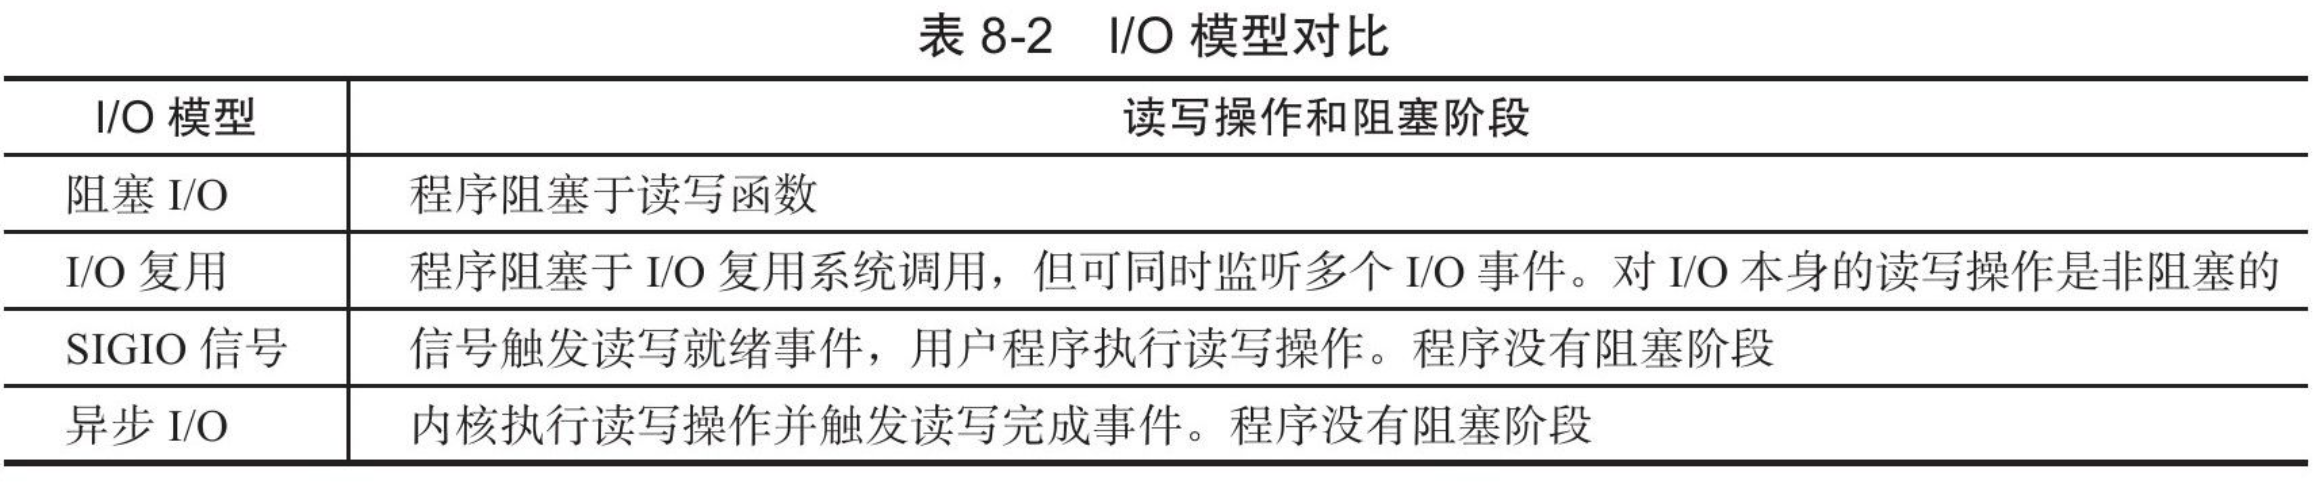 表 8-2 I/O 模型对比
I/O 模型 读写操作和阻塞阶段
阻塞 I/O 程序阻塞于读写函数
I/O 复用 程序阻塞于 I/O 复用系统调用，但可同时监听多个 I/O 事件。对 I/O 本身的读写操作是非阻塞的
SIGIO 信号 信号触发读写就绪事件，用户程序执行读写操作。程序没有阻塞阶段
异步 I/O 内核执行读写操作并触发读写完成事件。程序没有阻塞阶段